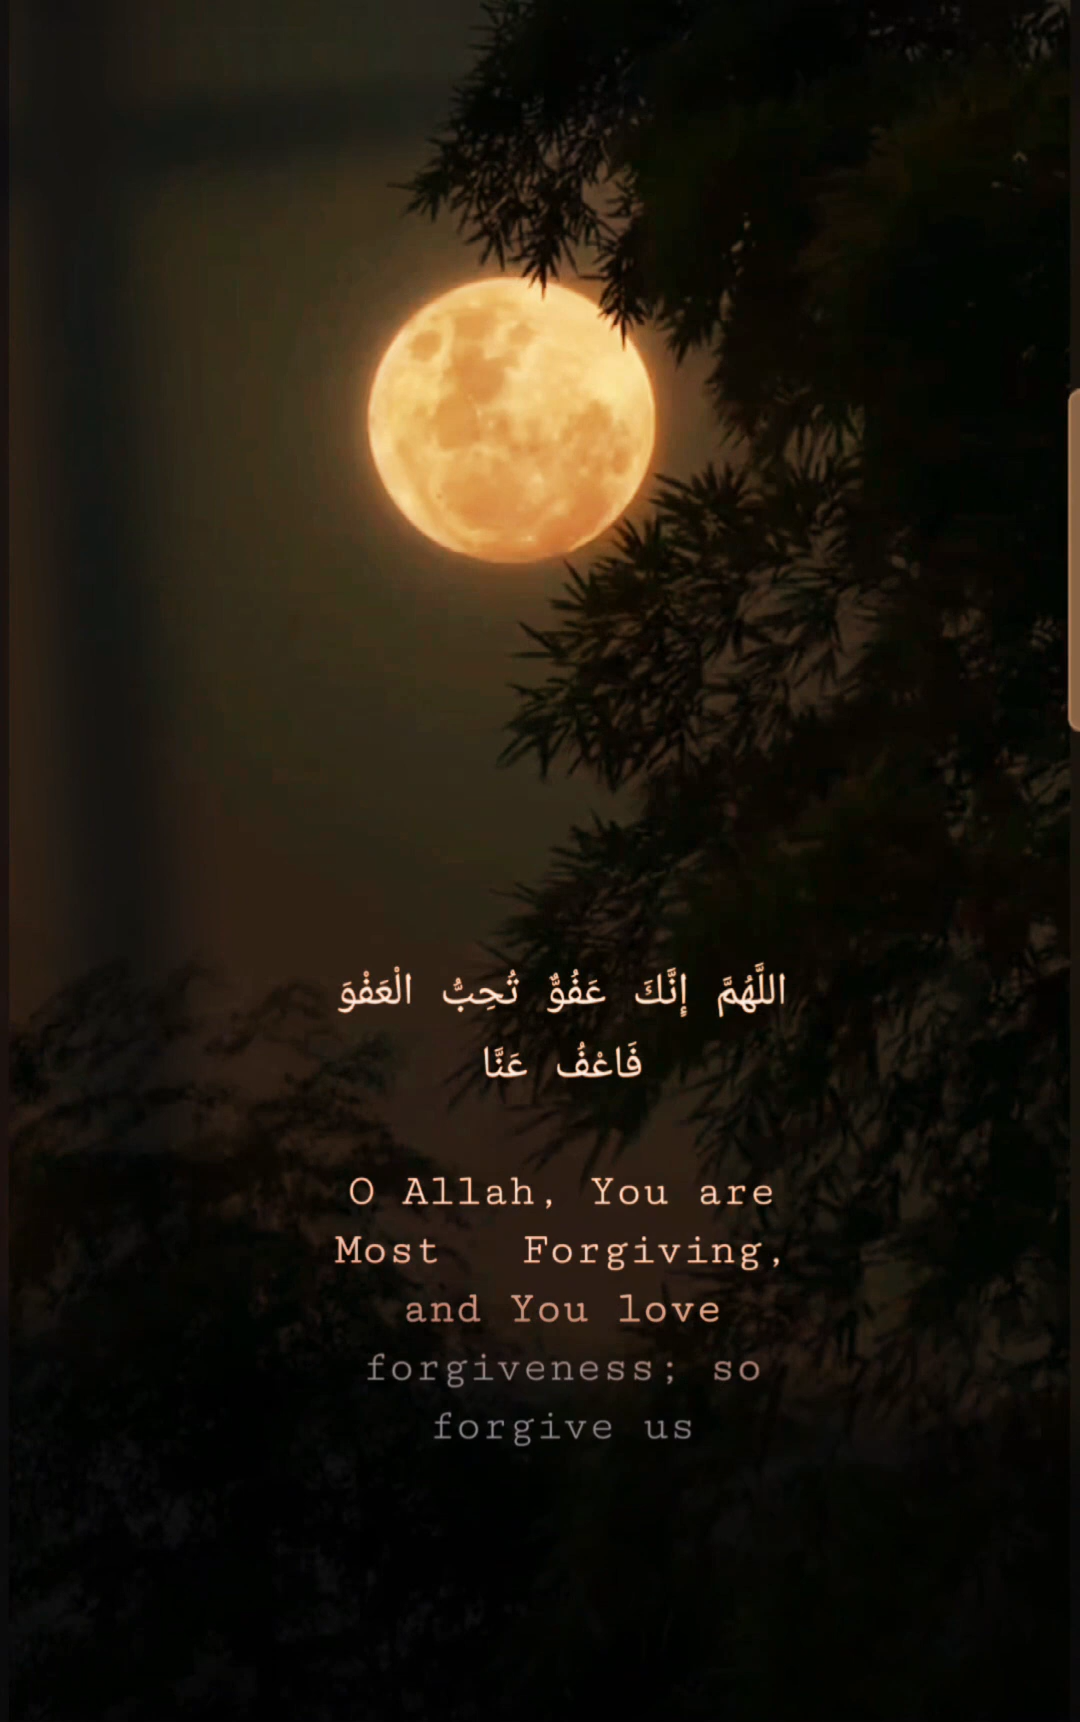 اللَّهُمَّ إِنَّكَ عَفُوٌّ تُحِبُّ الْعَفْوَ
فَاعْفُ عَنَّا
O Allah, You are
Most Forgiving,
and You love
forgiveness; so
forgive us